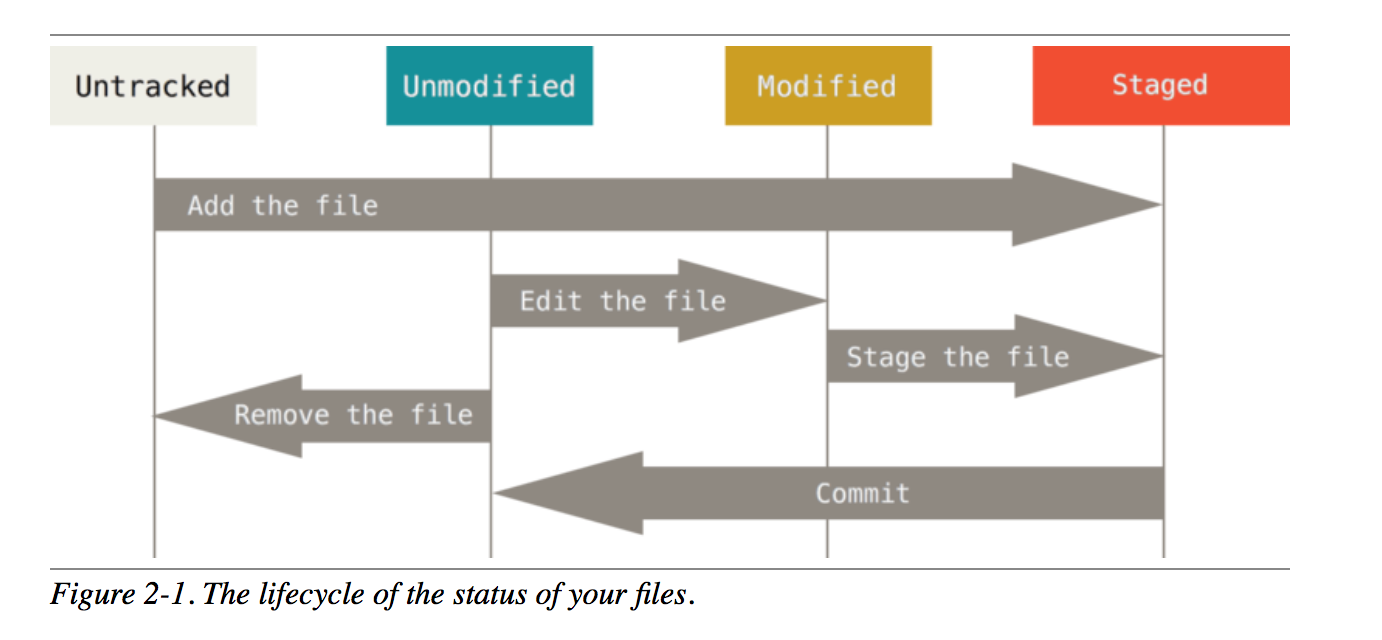 Untracked
Unmodified
Modified
Staged
Add the file
Edit the file
Stage the file
Remove the file
Commit
Figure 2-1. The lifecycle of the status of your files.